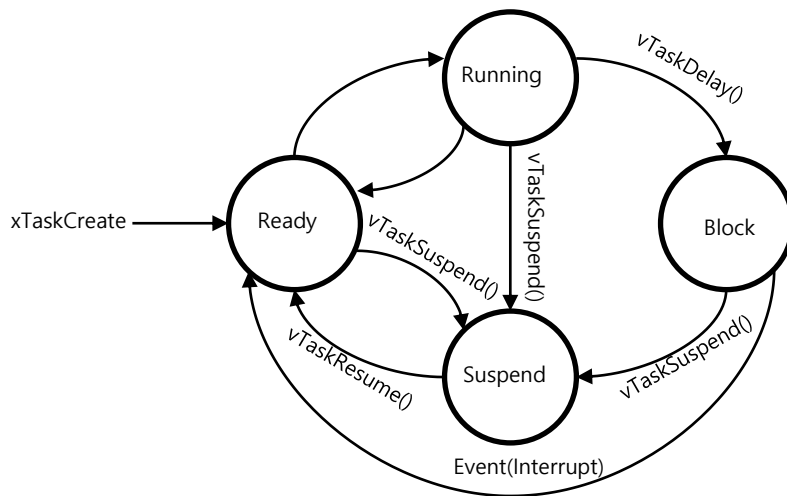 Running
vTaskDelay()
xTaskCreate
Ready
vTaskSuspend()
vTaskSuspend()
Block
vTaskResume()
Suspend
vTaskSuspend()
Event(Interrupt)